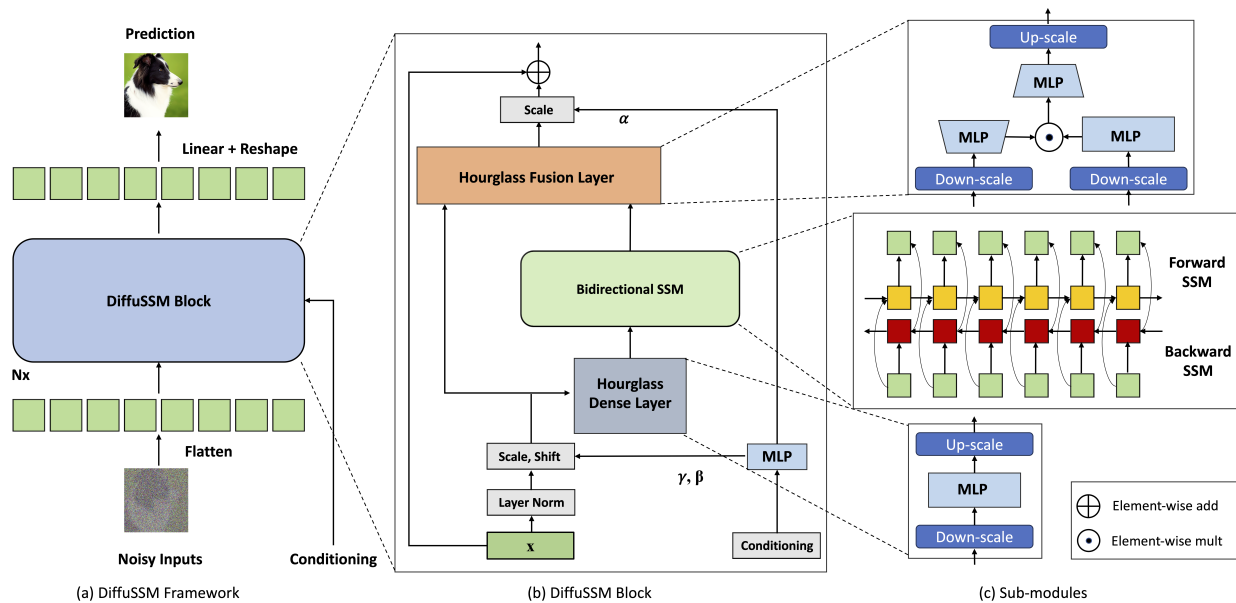 Prediction
Linear + Reshape
DiffuSSM Block
Nx
Flatten
Noisy Inputs
Conditioning
(a) DiffuSSM Framework
Scale
α
Hourglass Fusion Layer
Bidirectional SSM
Hourglass
Dense Layer
Scale, Shift
MLP
γ, β
Layer Norm
x
Conditioning
(b) DiffuSSM Block
Up-scale
MLP
MLP
MLP
Down-scale
Down-scale
Forward
SSM
Backward
SSM
Up-scale
MLP
Down-scale
Element-wise add
Element-wise mult
(c) Sub-modules